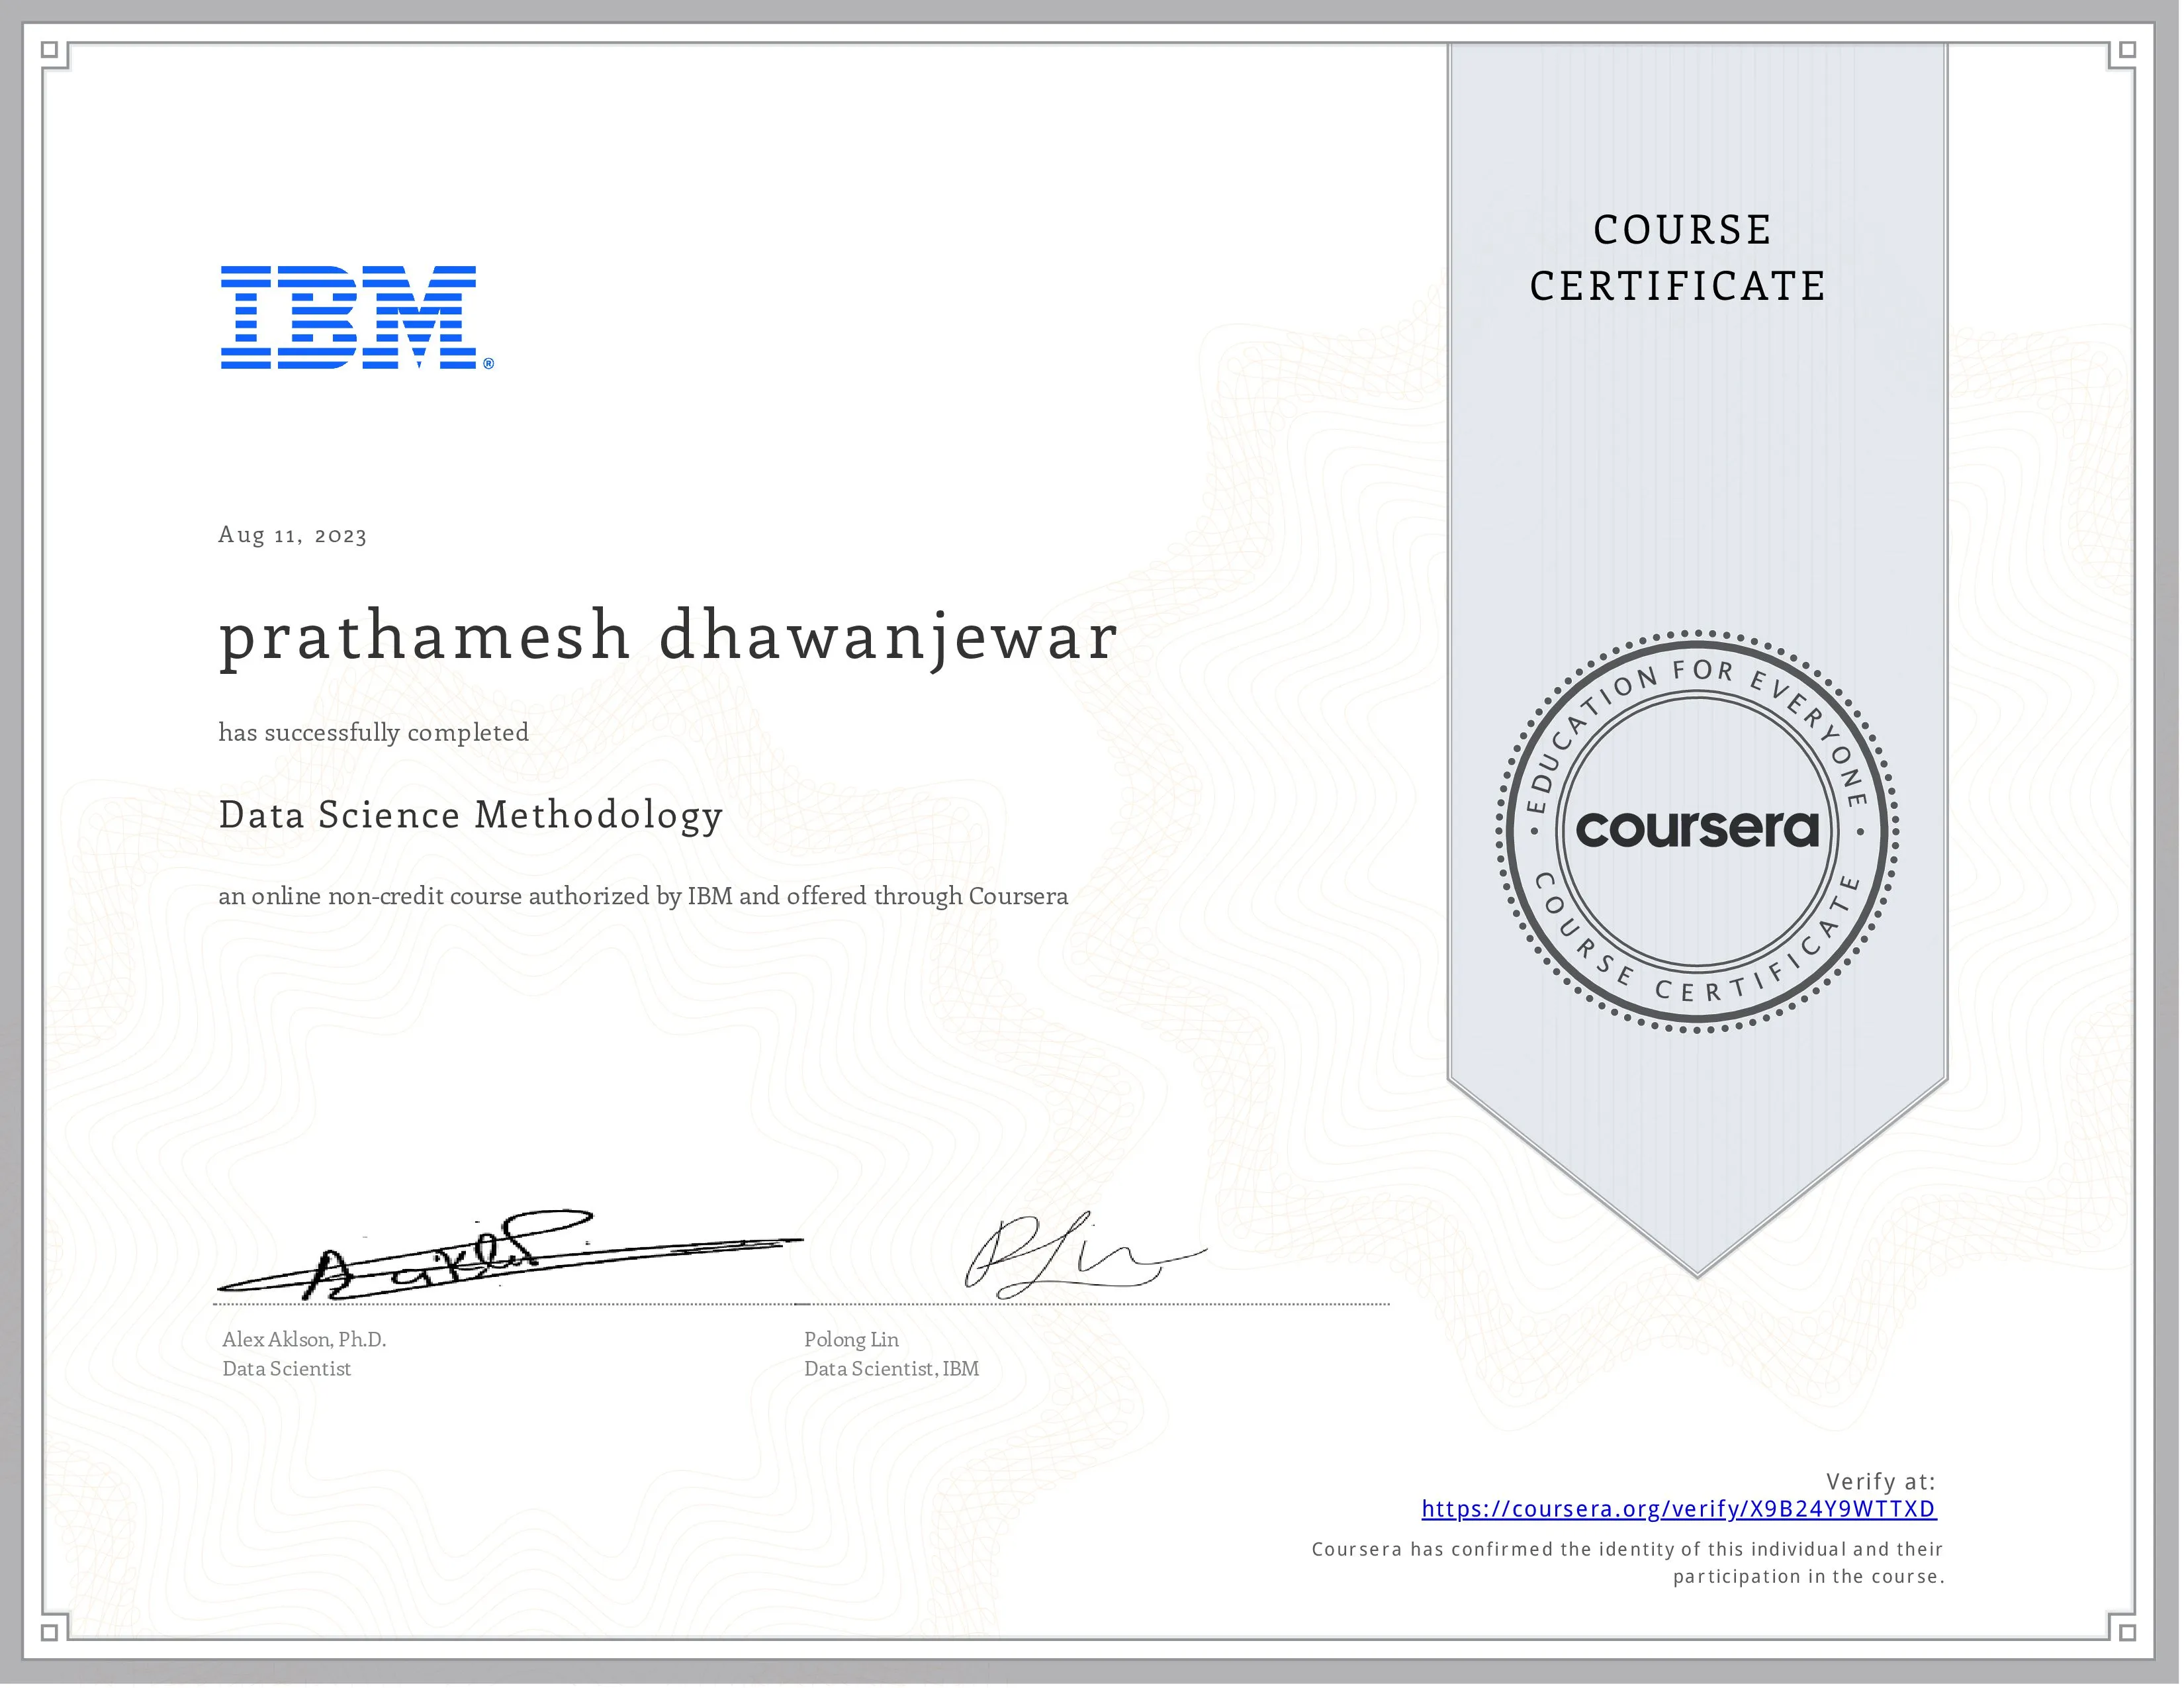 COURSE
CERTIFICATE
IBM®
Aug 11, 2023
prathamesh dhawanjewar
has successfully completed
Data Science Methodology
an online non-credit course authorized by IBM and offered through Coursera
EDUCATION FOR EVERYONE
coursera
COURSE CERTIFICATE
Alex Aklson, Ph.D.
Data Scientist
Polong Lin
Data Scientist, IBM
Verify at:
https://coursera.org/verify/X9B24Y9WTTXD
Coursera has confirmed the identity of this individual and their
participation in the course.